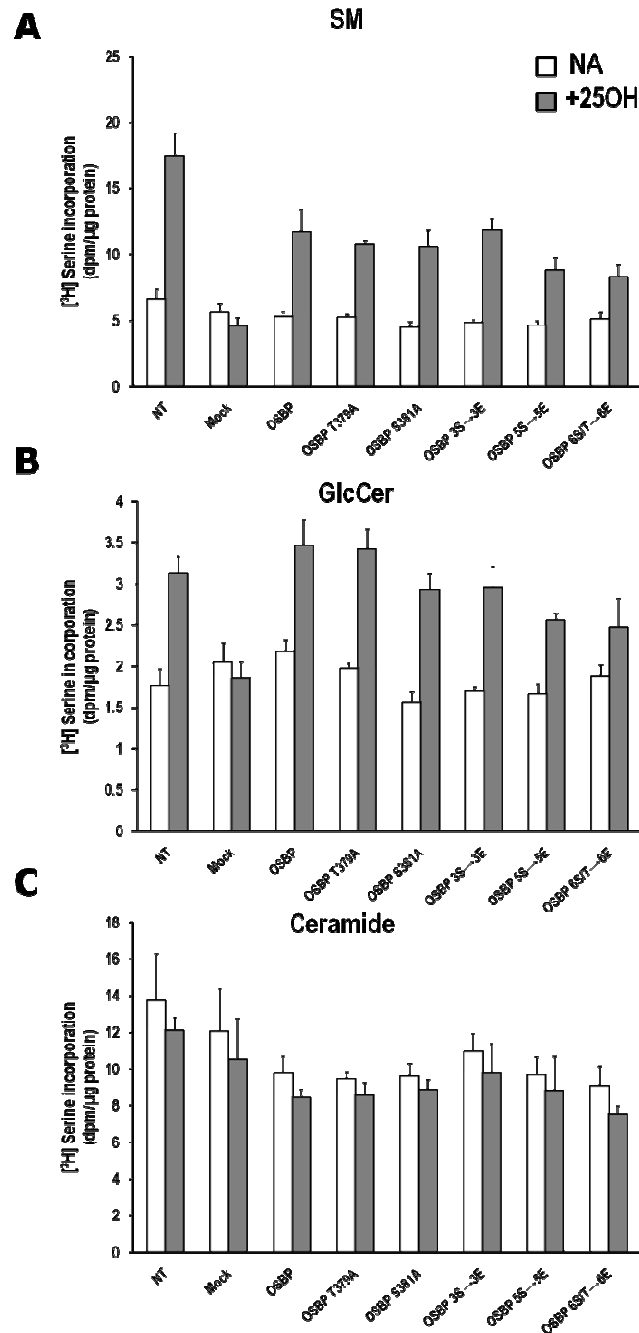 A
SM
NA
+25OH
25
20
15
10
5
0
[³H] Serine incorporation
(dpm/µg protein)
NT
Mock
OSBP
OSBP T379A
OSBP S381A
OSBP 3S→3E
OSBP 5S→5E
OSBP 6S/T→6E
B
GlcCer
4
3.5
3
2.5
2
1.5
1
0.5
0
[³H] Serine in corporation
(dpm/µg protein)
NT
Mock
OSBP
OSBP T379A
OSBP S381A
OSBP 3S→3E
OSBP 5S→5E
OSBP 6S/T→6E
C
Ceramide
18
16
14
12
10
8
6
4
2
0
[³H] Serine incorporation
(dpm/µg protein)
NT
Mock
OSBP
OSBP T379A
OSBP S381A
OSBP 3S→3E
OSBP 5S→5E
OSBP 6S/T→6E